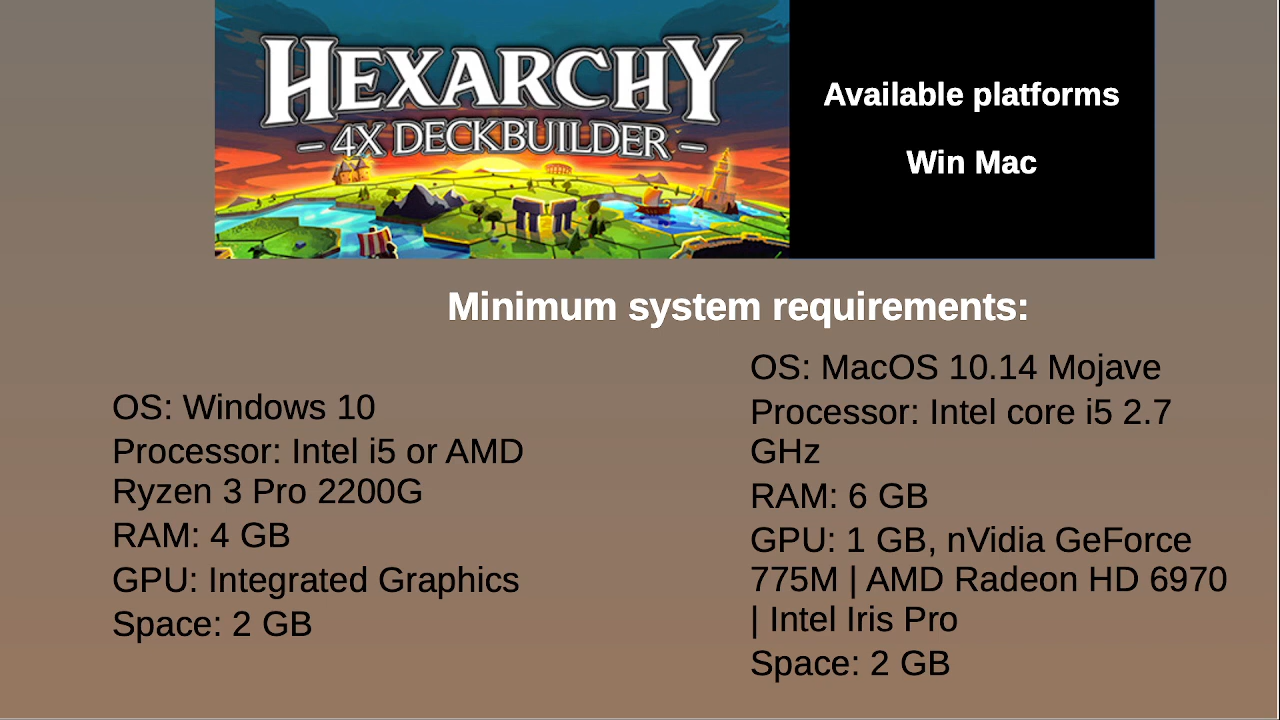 HEXARCHY
– 4X DECKBUILDER –
Available platforms
Win Mac
Minimum system requirements:
OS: Windows 10
Processor: Intel i5 or AMD
Ryzen 3 Pro 2200G
RAM: 4 GB
GPU: Integrated Graphics
Space: 2 GB
OS: MacOS 10.14 Mojave
Processor: Intel core i5 2.7
GHz
RAM: 6 GB
GPU: 1 GB, nVidia GeForce
775M | AMD Radeon HD 6970
| Intel Iris Pro
Space: 2 GB